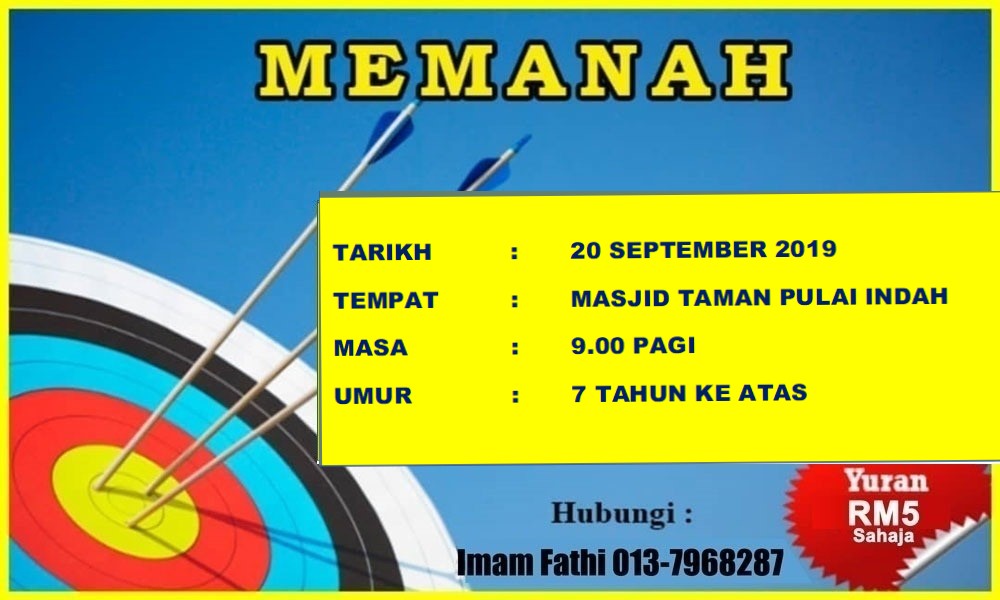 MEMANAH
TARIKH : 20 SEPTEMBER 2019
TEMPAT : MASJID TAMAN PULAI INDAH
MASA : 9.00 PAGI
UMUR : 7 TAHUN KE ATAS
Hubungi :
Imam Fathi 013-7968287
Yuran
RM5
Sahaja